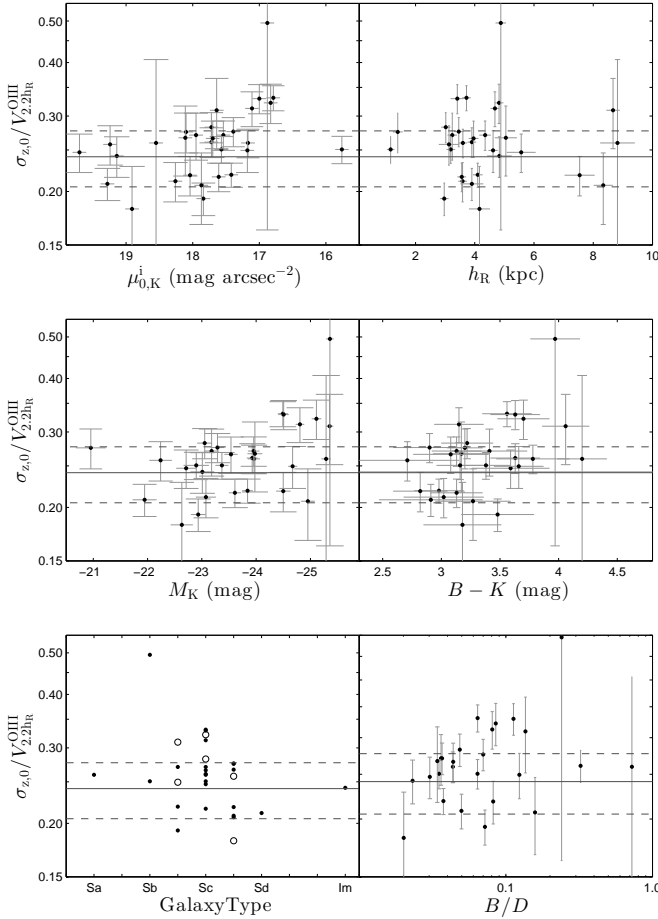 0.50
0.30
0.20
0.15
σz,0/V2.2hR^OIII
19 18 17 16
0 2 4 6 8 10
μ0,K^i (mag arcsec−2)
hR (kpc)
0.50
0.30
0.20
0.15
σz,0/V2.2hR^OIII
−21 −22 −23 −24 −25
2.5 3 3.5 4 4.5
MK (mag)
B − K (mag)
0.50
0.30
0.20
0.15
σz,0/V2.2hR^OIII
Sa Sb Sc Sd Im
0.1 1.0
GalaxyType
B/D